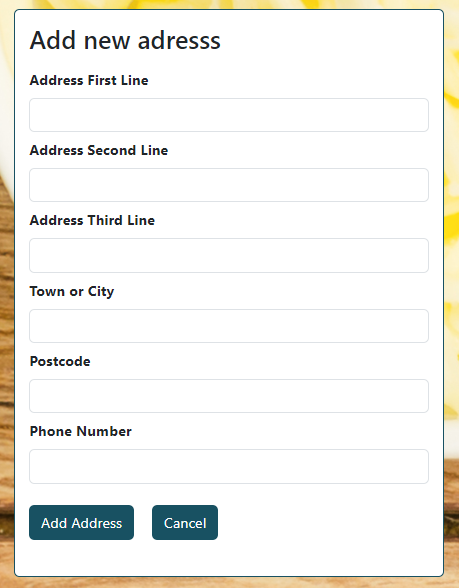 Add new adresss
Address First Line
Address Second Line
Address Third Line
Town or City
Postcode
Phone Number
Add Address
Cancel